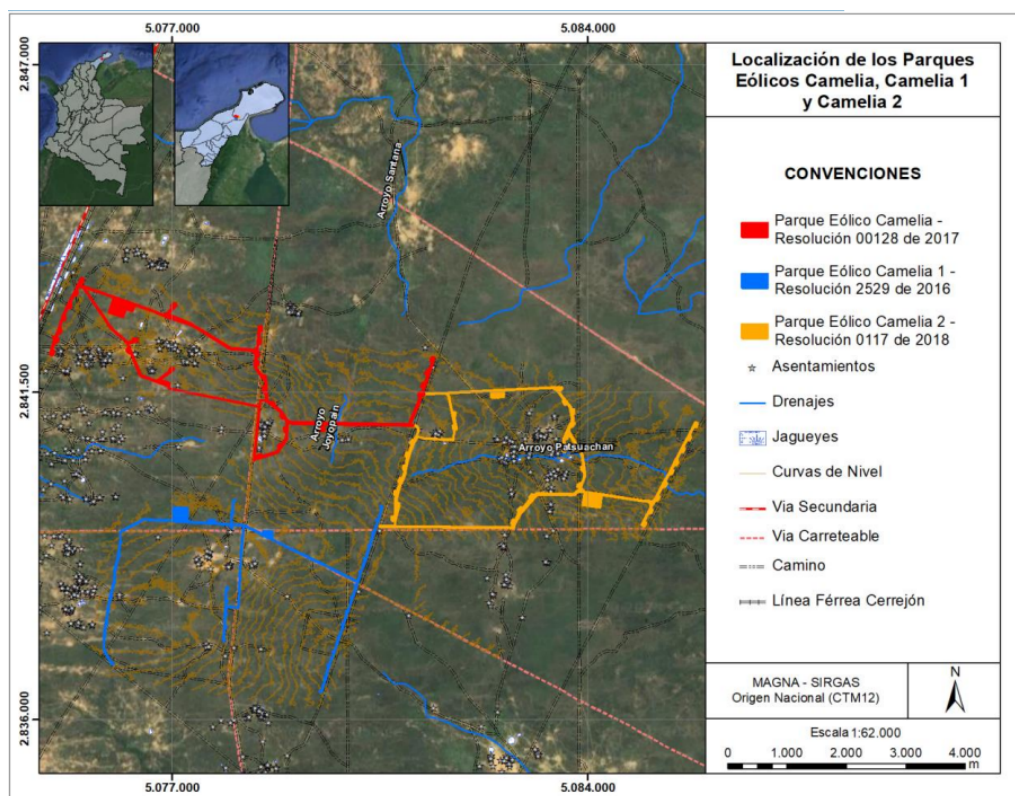 5.077.000
5.084.000
2.847.000
2.841.500
2.836.000
Arroyo Santana
Arroyo
Joyopain
Arroyo Patsuachan
5.077.000
5.084.000
Localización de los Parques
Eólicos Camelia, Camelia 1
y Camelia 2
CONVENCIONES
Parque Eólico Camelia -
Resolución 00128 de 2017
Parque Eólico Camelia 1 -
Resolución 2529 de 2016
Parque Eólico Camelia 2 -
Resolución 0117 de 2018
Asentamientos
Drenajes
Jagueyes
Curvas de Nivel
Via Secundaria
Via Carreteable
Camino
Línea Férrea Cerrejón
MAGNA - SIRGAS
Origen Nacional (CTM12)
N
Escala 1:62.000
0 1.000 2.000 3.000 4.000
m